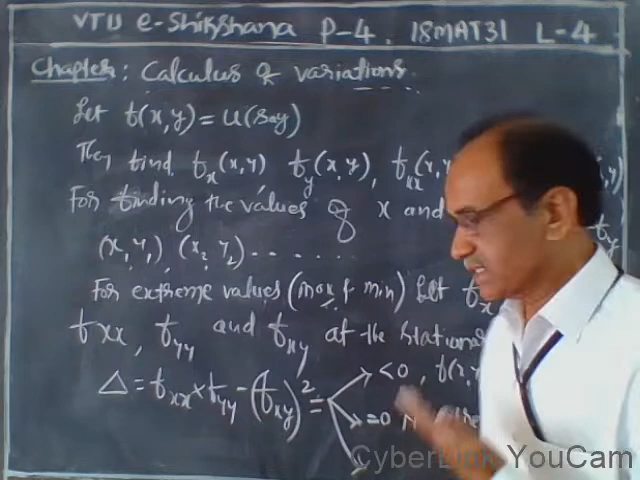 VTU e-Shikshana P-4. 18MAT31 L-4
Chapter: Calculus of variations.
Let f(x,y) = u (say)
Then find fx(x,y) fy(x,y), fxx(x,y
For finding the values of x and
(x, y1) (x2 y2) - - - - - -
For extreme values (max & min) Let fx
fxx, fyy and fxy at the stationa
Δ = fxx × fyy - (fxy)² = <0, f(x,y
=0 N
CyberLink YouCam